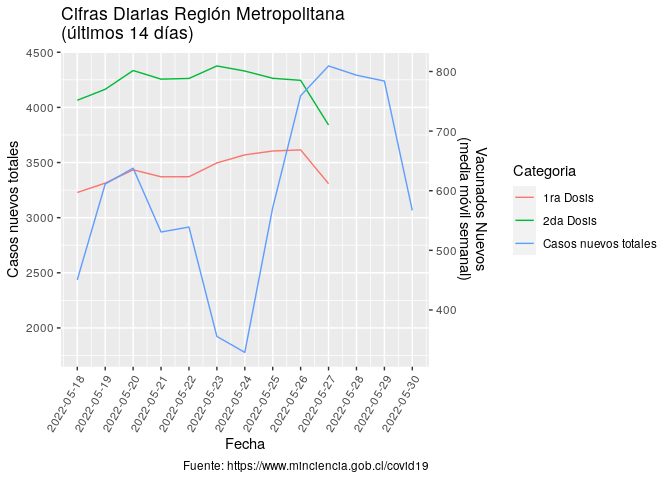 Cifras Diarias Región Metropolitana
(últimos 14 días)
Casos nuevos totales
4500
4000
3500
3000
2500
2000
800
700
600
500
400
Vacunados Nuevos
(media móvil semanal)
2022-05-18
2022-05-19
2022-05-20
2022-05-21
2022-05-22
2022-05-23
2022-05-24
2022-05-25
2022-05-26
2022-05-27
2022-05-28
2022-05-29
2022-05-30
Fecha
Categoria
1ra Dosis
2da Dosis
Casos nuevos totales
Fuente: https://www.minciencia.gob.cl/covid19